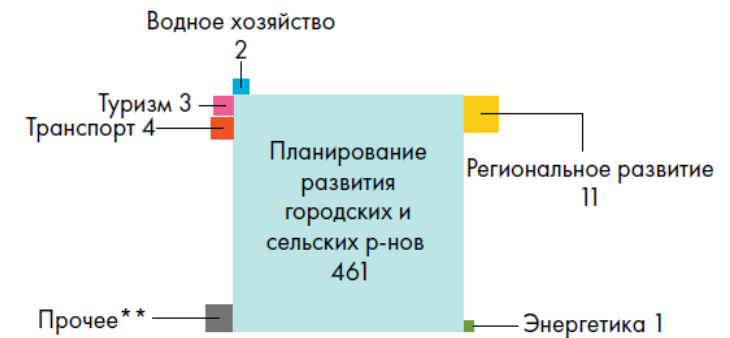 Водное хозяйство
2
Туризм 3
Транспорт 4
Планирование
развития
городских и
сельских р-нов
461
Региональное развитие
11
Прочее**
Энергетика 1